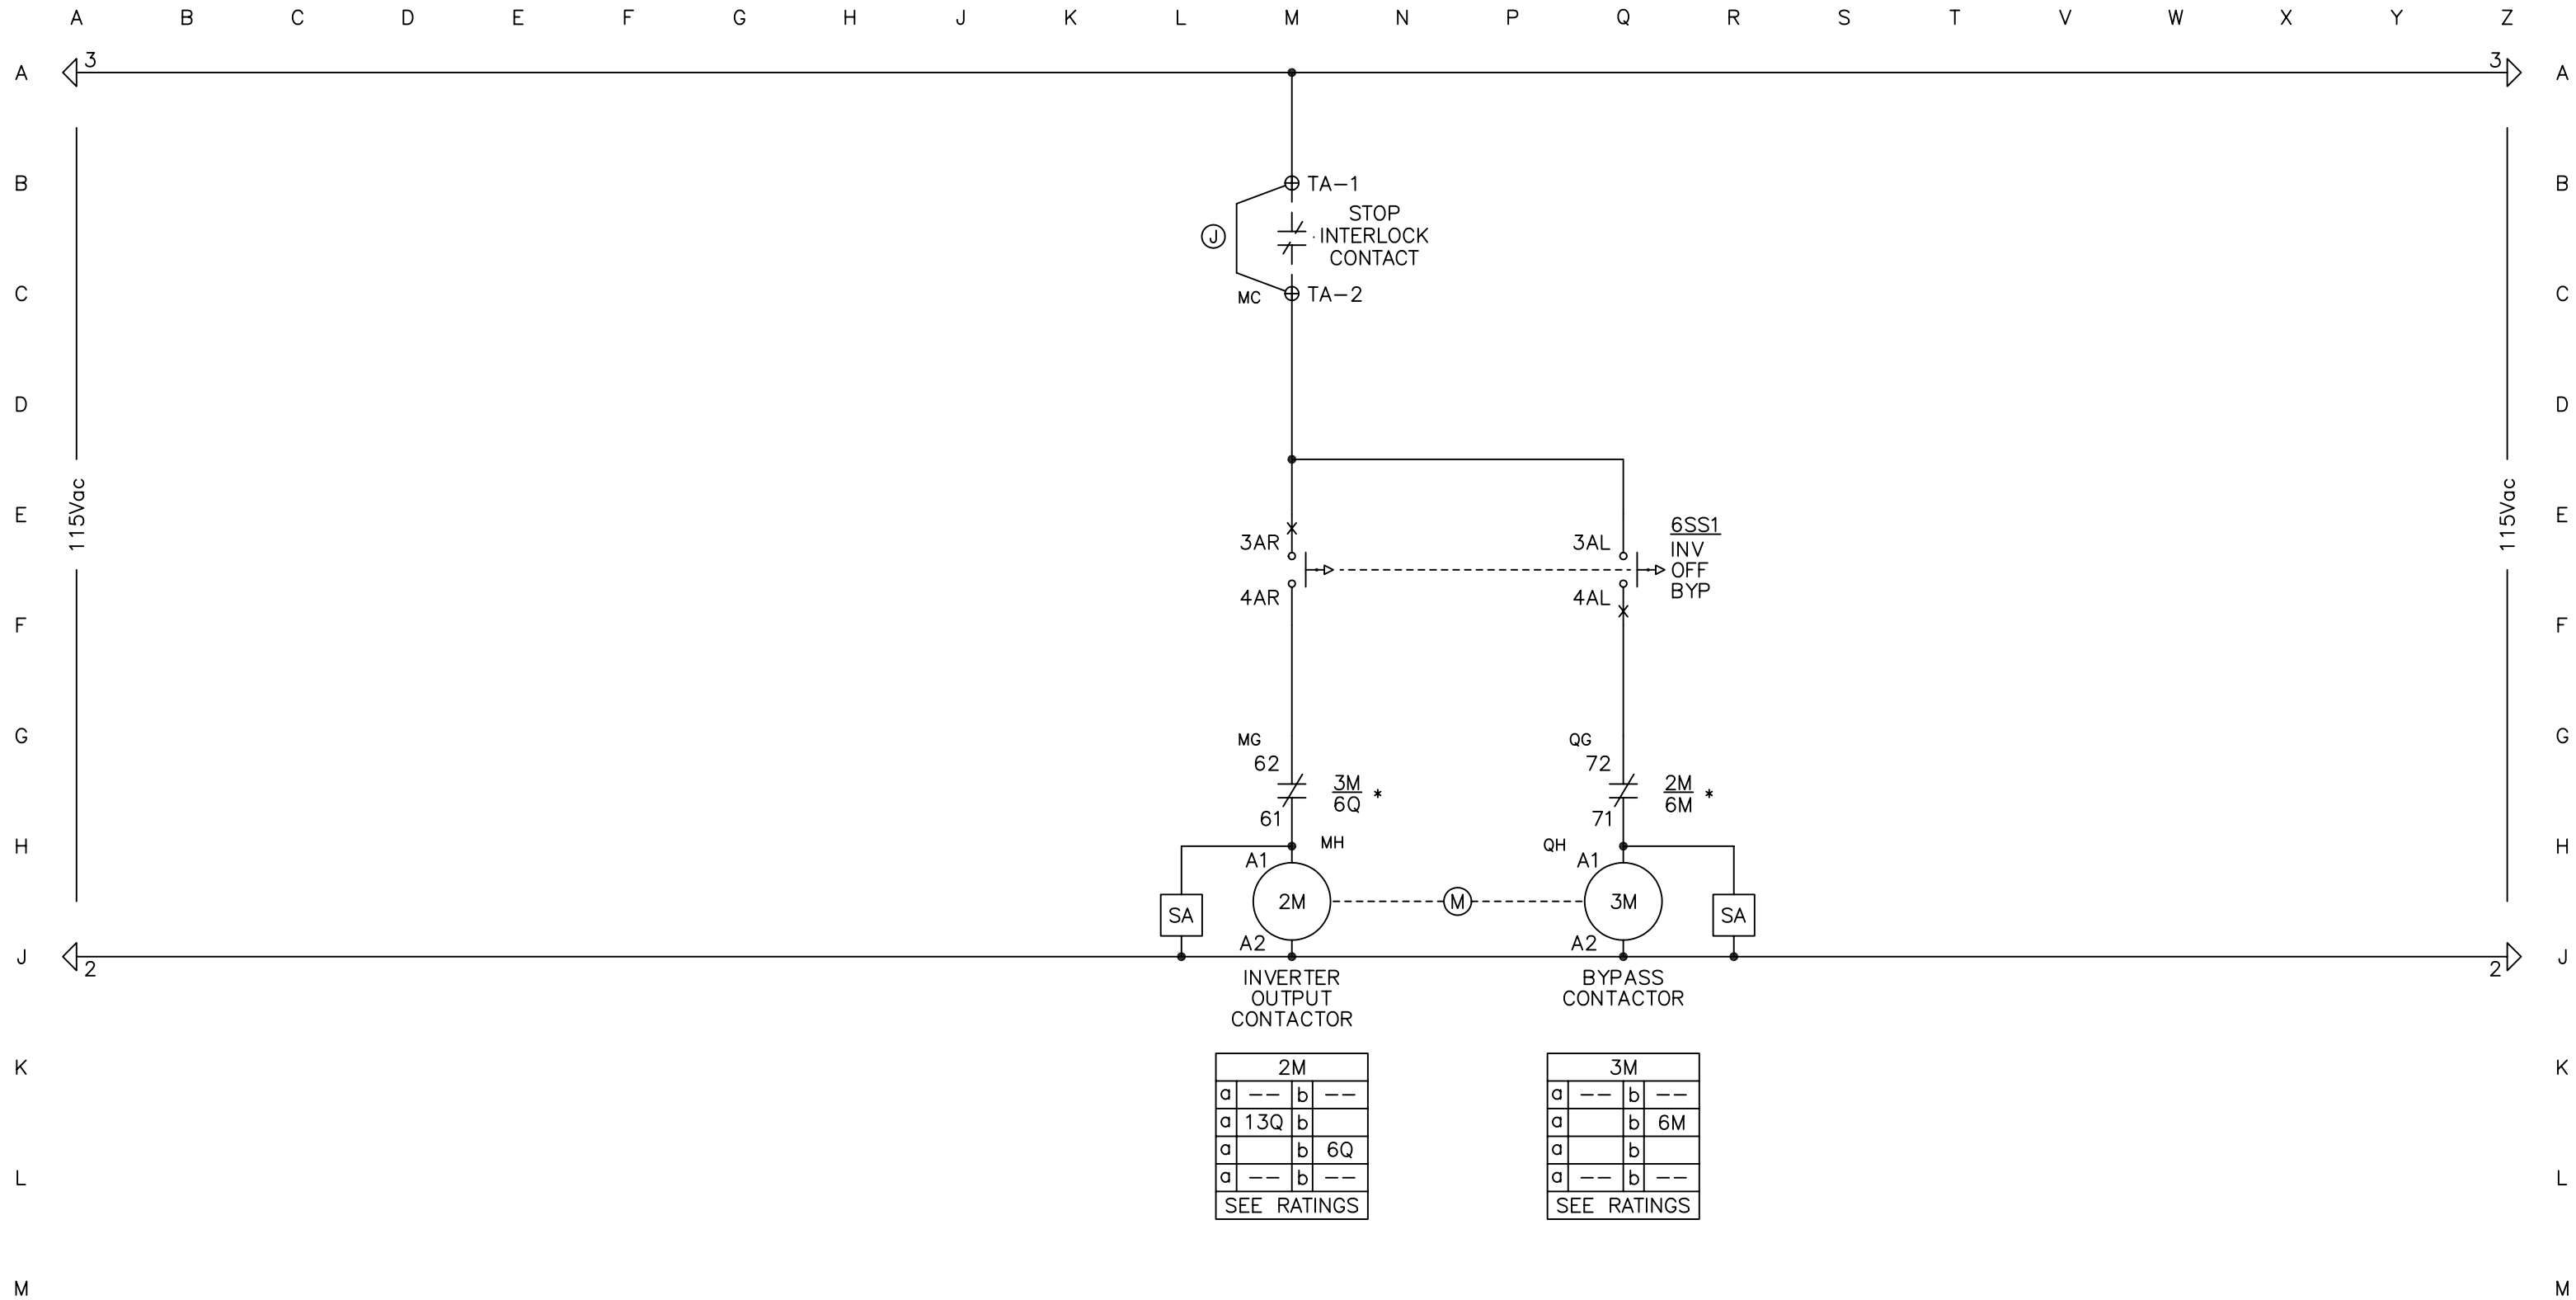 A B C D E F G H J K L M N P Q R S T V W X Y Z
A 3 3 A
B TA-1 B
STOP
J INTERLOCK
CONTACT
C MC TA-2 C
D D
115Vac 115Vac
E E
6SS1
3AR 3AL INV
OFF
4AR 4AL BYP
F F
G MG QG G
62 72
3M 2M
6Q * 6M *
61 71
H MH QH H
A1 A1
2M M 3M
SA SA
A2 A2
J 2 2 J
INVERTER BYPASS
OUTPUT CONTACTOR
CONTACTOR
K 2M 3M K
a -- b -- a -- b --
a 13Q b a b 6M
a b 6Q a b
L a -- b -- a -- b -- L
SEE RATINGS SEE RATINGS
M M